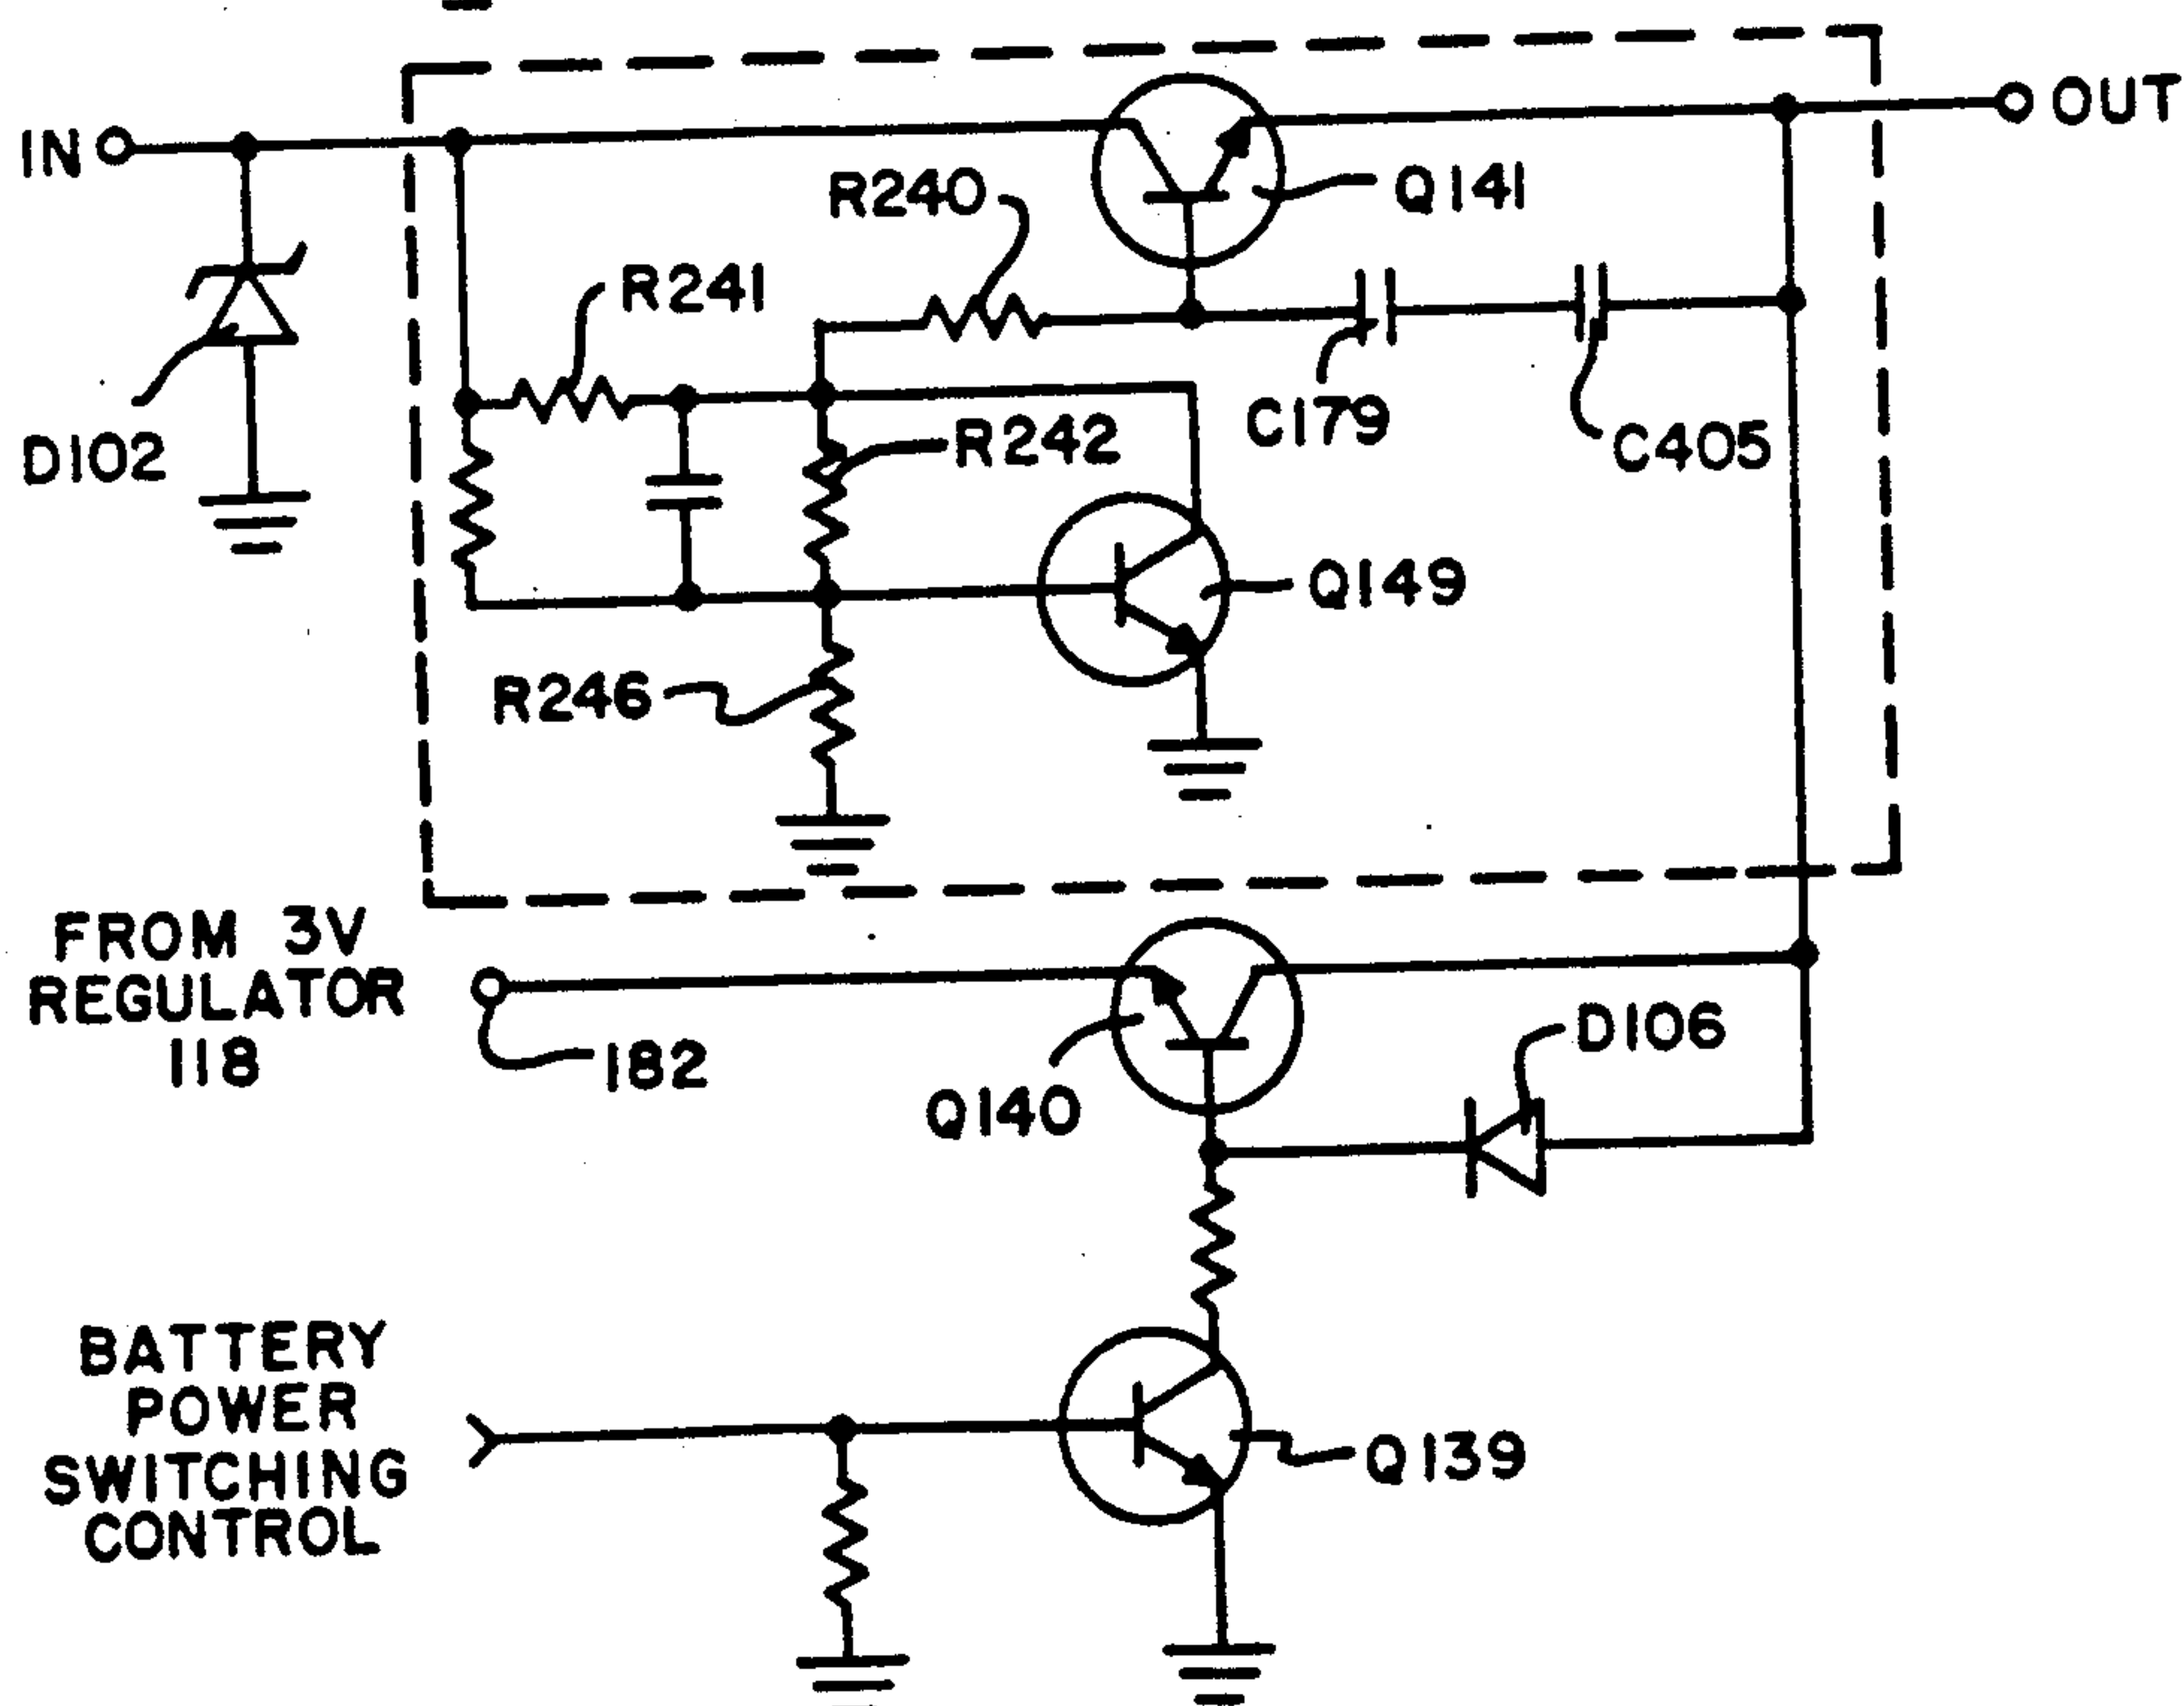 IN
OUT
R240
Q141
R241
D102
R242
C179
C405
Q149
R246
FROM 3V
REGULATOR
118
182
Q140
D106
BATTERY
POWER
SWITCHING
CONTROL
Q139